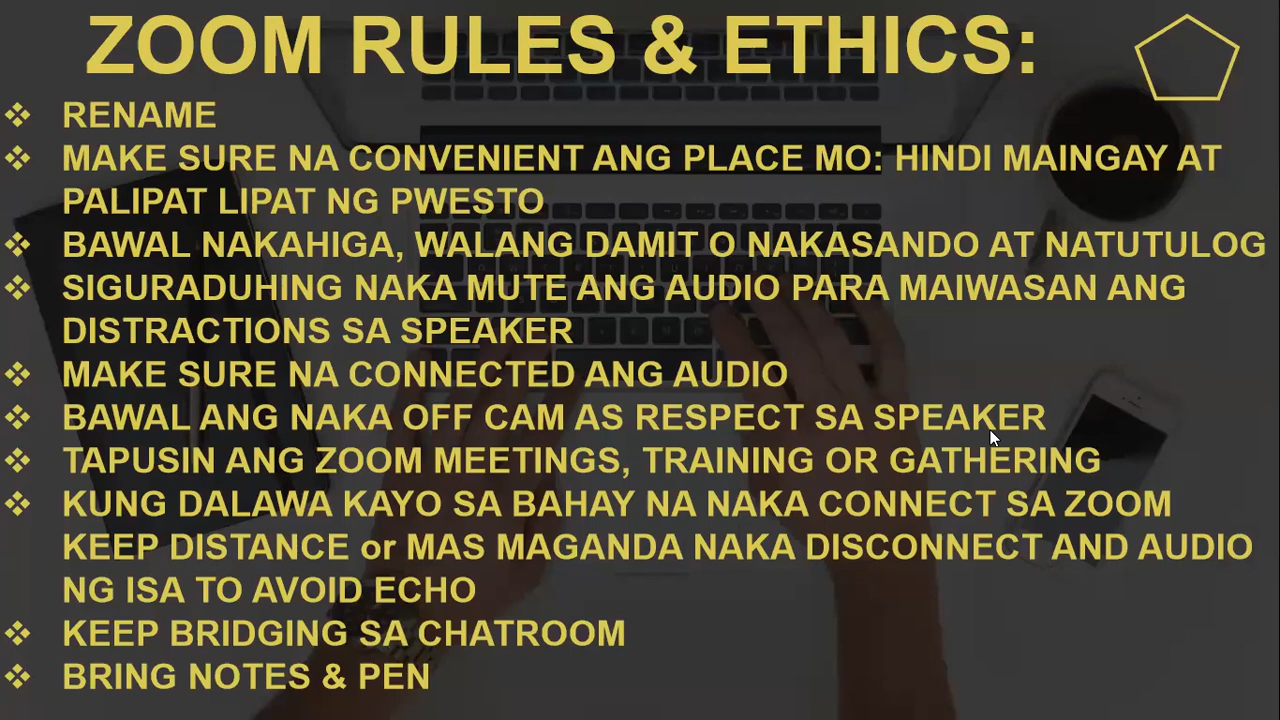 ZOOM RULES & ETHICS:
❖ RENAME
❖ MAKE SURE NA CONVENIENT ANG PLACE MO: HINDI MAINGAY AT
PALIPAT LIPAT NG PWESTO
❖ BAWAL NAKAHIGA, WALANG DAMIT O NAKASANDO AT NATUTULOG
❖ SIGURADUHING NAKA MUTE ANG AUDIO PARA MAIWASAN ANG
DISTRACTIONS SA SPEAKER
❖ MAKE SURE NA CONNECTED ANG AUDIO
❖ BAWAL ANG NAKA OFF CAM AS RESPECT SA SPEAKER
❖ TAPUSIN ANG ZOOM MEETINGS, TRAINING OR GATHERING
❖ KUNG DALAWA KAYO SA BAHAY NA NAKA CONNECT SA ZOOM
KEEP DISTANCE or MAS MAGANDA NAKA DISCONNECT AND AUDIO
NG ISA TO AVOID ECHO
❖ KEEP BRIDGING SA CHATROOM
❖ BRING NOTES & PEN